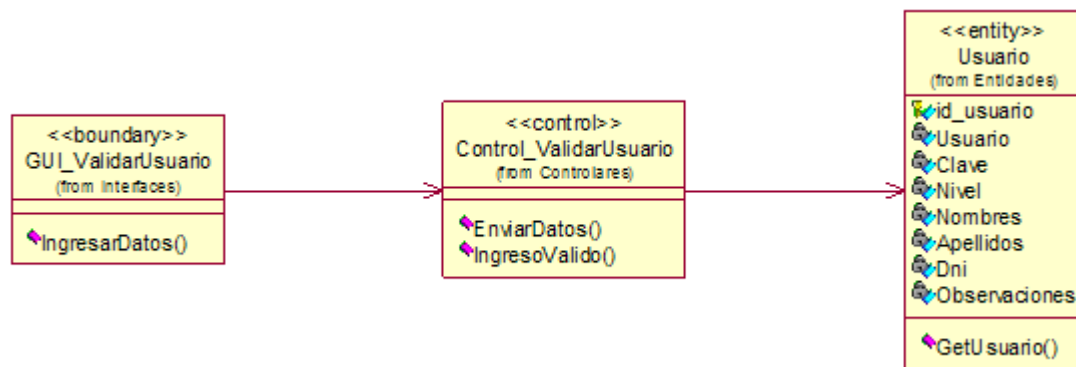 <<boundary>>
GUI_ValidarUsuario
(from Interfaces)
IngresarDatos()
<<control>>
Control_ValidarUsuario
(from Controlares)
EnviarDatos()
IngresoValido()
<<entity>>
Usuario
(from Entidades)
id_usuario
Usuario
Clave
Nivel
Nombres
Apellidos
Dni
Observaciones
GetUsuario()